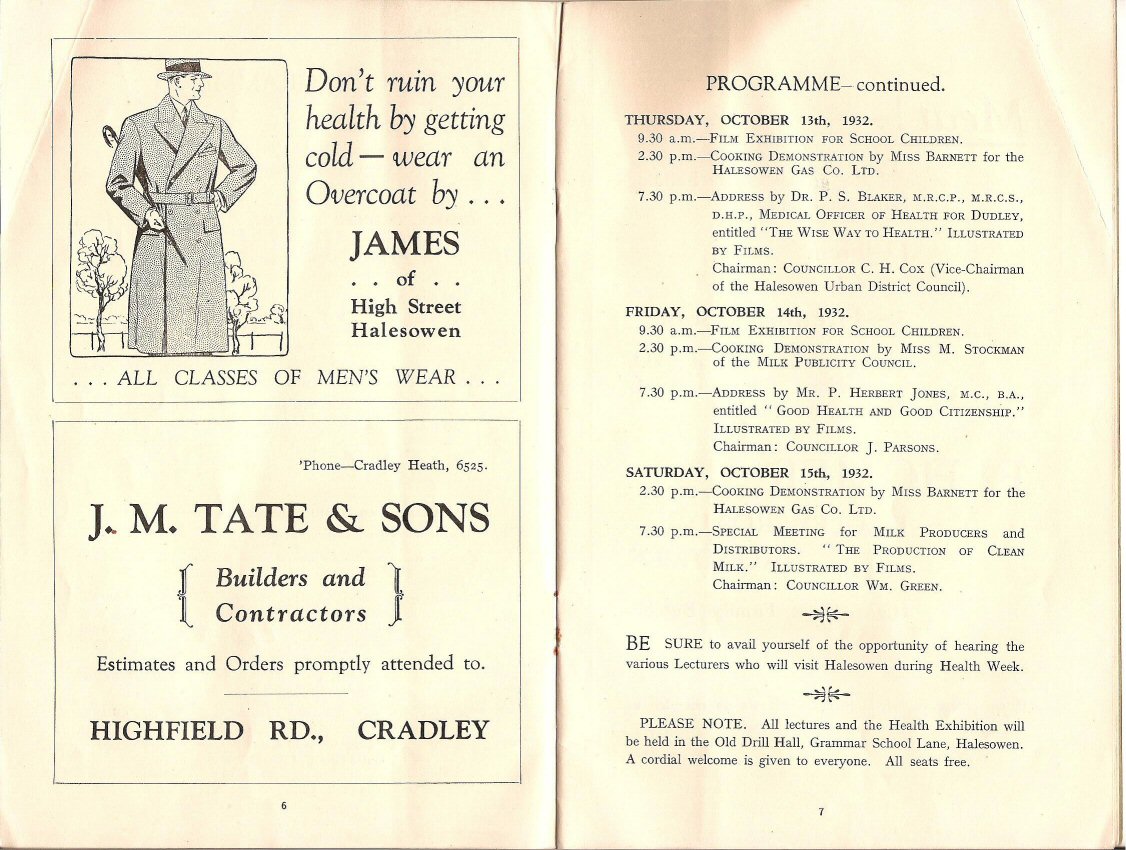 Don't ruin your
health by getting
cold — wear an
Overcoat by . . .
JAMES
. . of . .
High Street
Halesowen
. . . ALL CLASSES OF MEN'S WEAR . . .
'Phone—Cradley Heath, 6525.
J. M. TATE & SONS
Builders and
Contractors
Estimates and Orders promptly attended to.
HIGHFIELD RD., CRADLEY
6
PROGRAMME—continued.
THURSDAY, OCTOBER 13th, 1932.
9.30 a.m.—FILM EXHIBITION FOR SCHOOL CHILDREN.
2.30 p.m.—COOKING DEMONSTRATION by MISS BARNETT for the
HALESOWEN GAS CO. LTD.
7.30 p.m.—ADDRESS by DR. P. S. BLAKER, M.R.C.P., M.R.C.S.,
D.H.P., MEDICAL OFFICER OF HEALTH FOR DUDLEY,
entitled "THE WISE WAY TO HEALTH." ILLUSTRATED
BY FILMS.
Chairman: COUNCILLOR C. H. COX (Vice-Chairman
of the Halesowen Urban District Council).
FRIDAY, OCTOBER 14th, 1932.
9.30 a.m.—FILM EXHIBITION FOR SCHOOL CHILDREN.
2.30 p.m.—COOKING DEMONSTRATION by MISS M. STOCKMAN
of the MILK PUBLICITY COUNCIL.
7.30 p.m.—ADDRESS by MR. P. HERBERT JONES, M.C., B.A.,
entitled "GOOD HEALTH AND GOOD CITIZENSHIP."
ILLUSTRATED BY FILMS.
Chairman: COUNCILLOR J. PARSONS.
SATURDAY, OCTOBER 15th, 1932.
2.30 p.m.—COOKING DEMONSTRATION by MISS BARNETT for the
HALESOWEN GAS CO. LTD.
7.30 p.m.—SPECIAL MEETING for MILK PRODUCERS and
DISTRIBUTORS. "THE PRODUCTION OF CLEAN
MILK." ILLUSTRATED BY FILMS.
Chairman: COUNCILLOR WM. GREEN.
BE SURE to avail yourself of the opportunity of hearing the
various Lecturers who will visit Halesowen during Health Week.
PLEASE NOTE. All lectures and the Health Exhibition will
be held in the Old Drill Hall, Grammar School Lane, Halesowen.
A cordial welcome is given to everyone. All seats free.
7